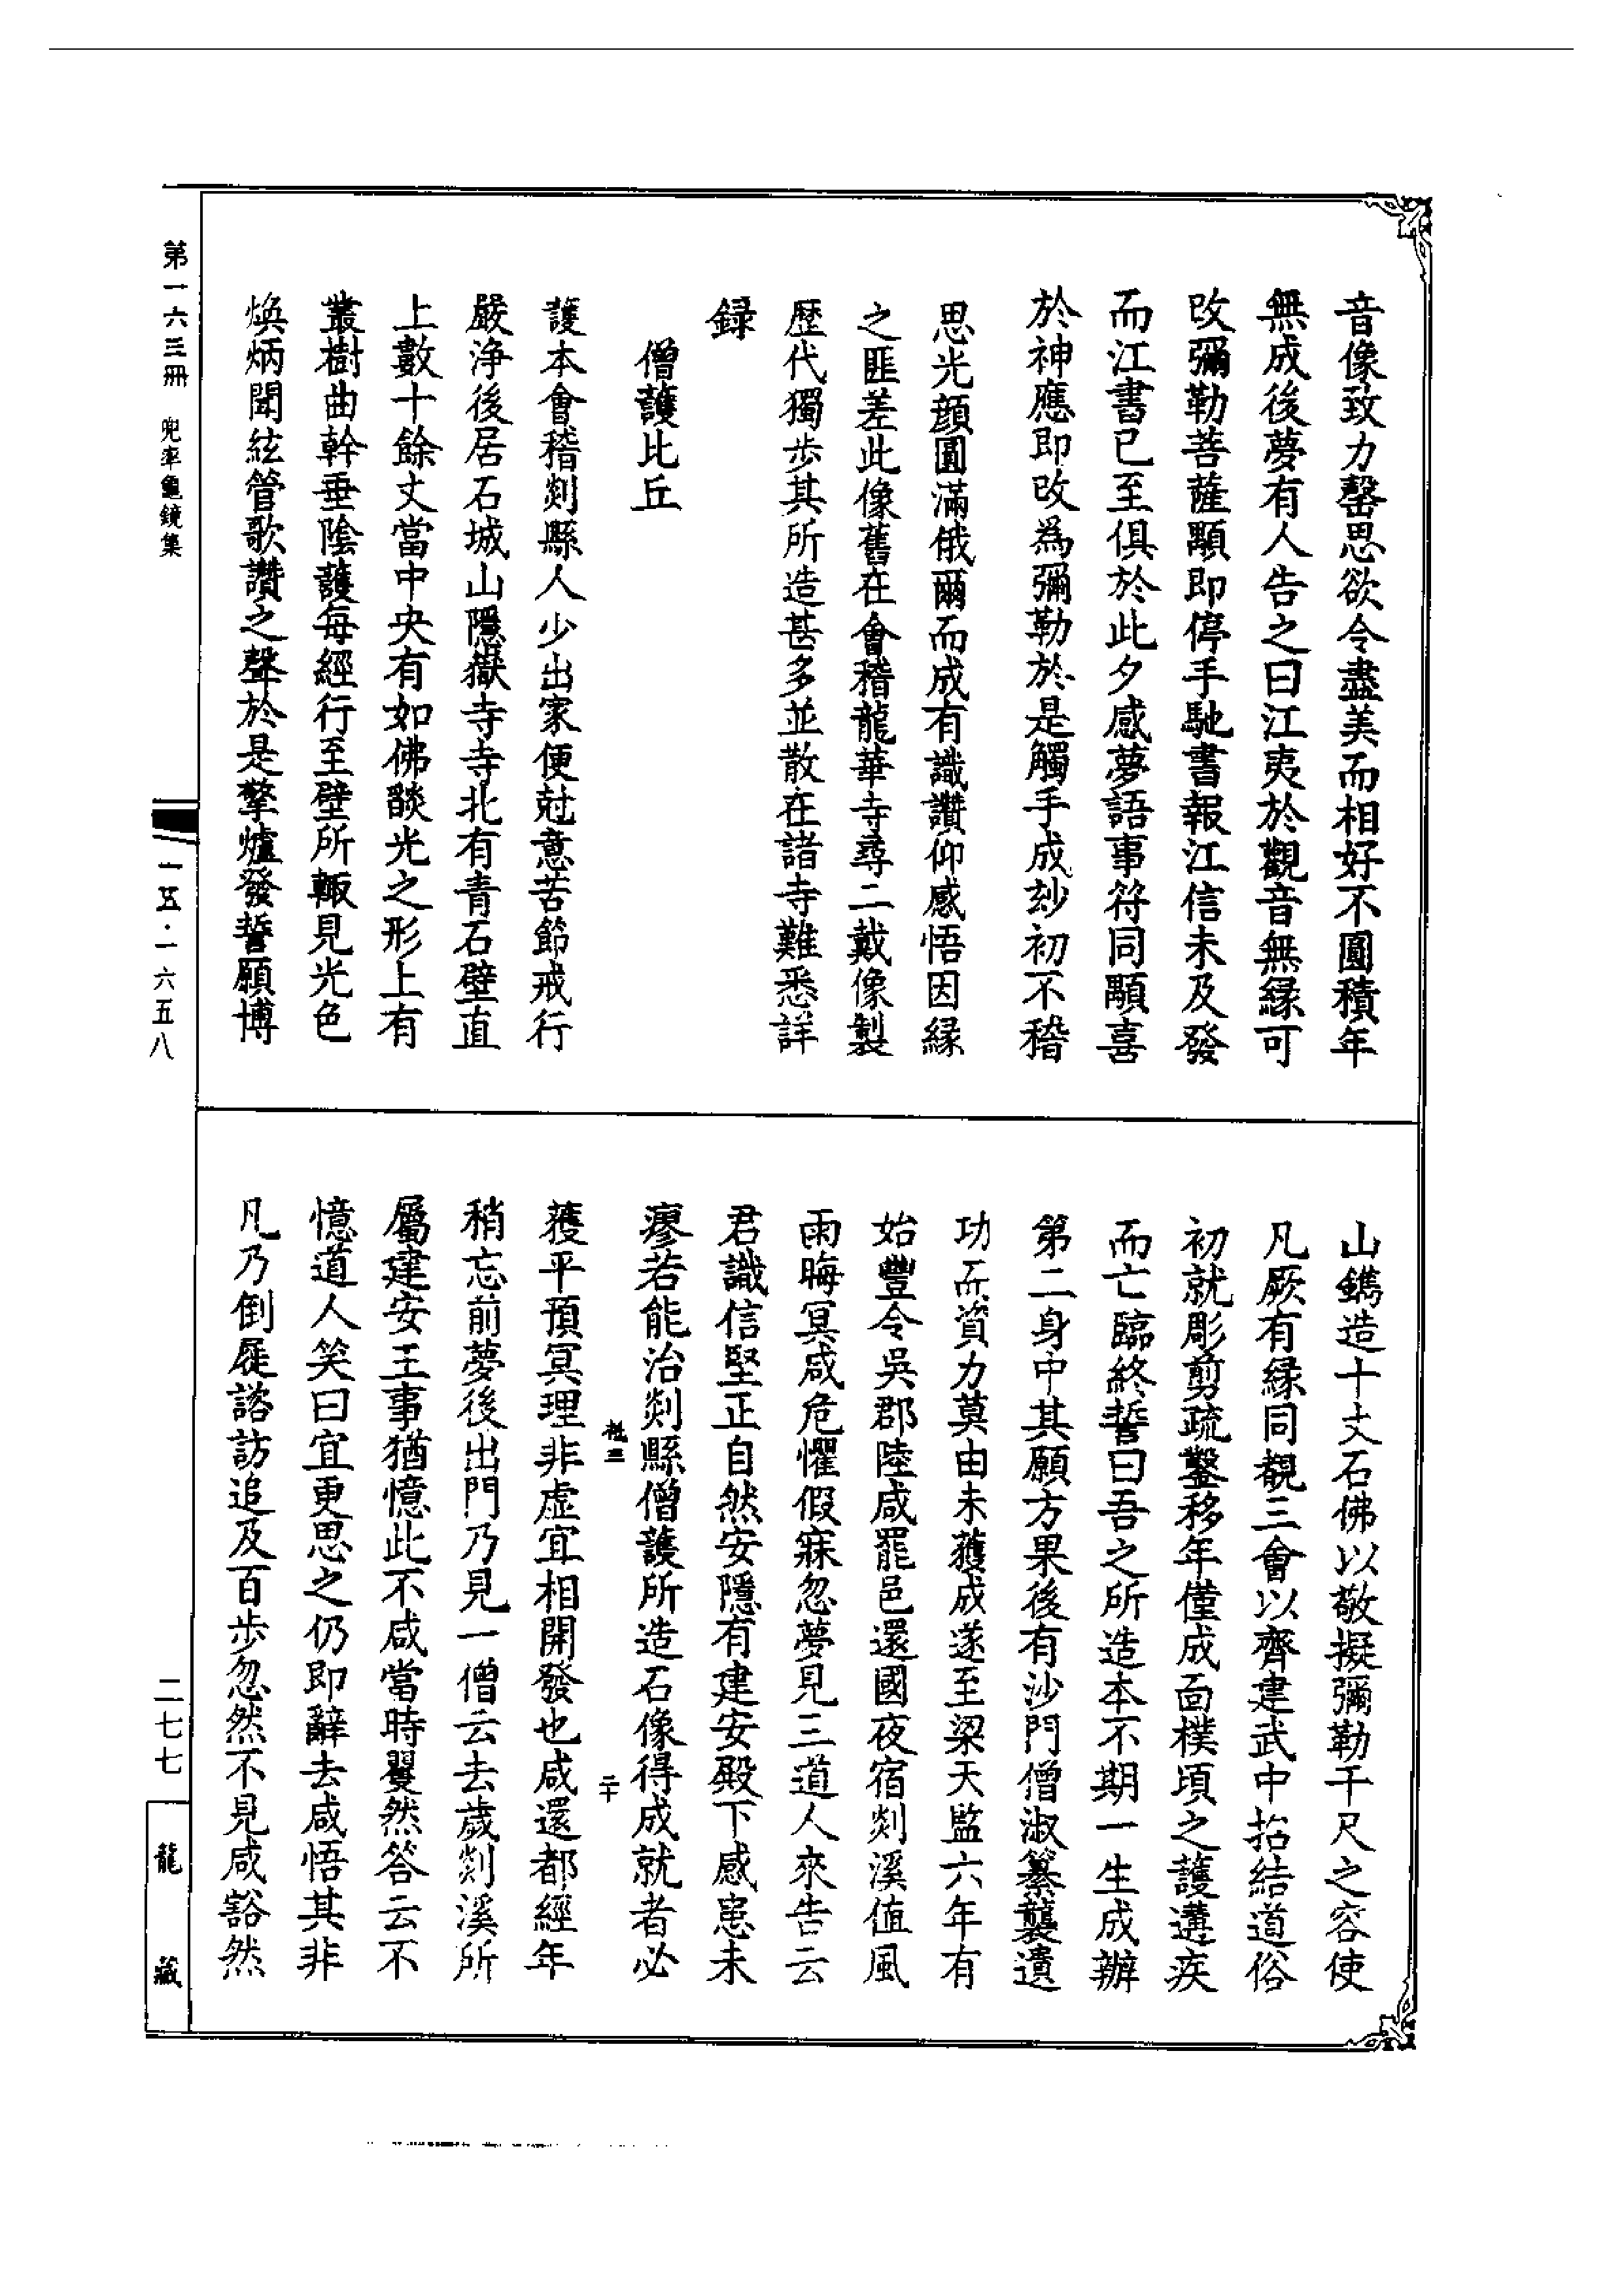 音像致力罄思欲令盡美而相好不圓積年
無成後夢有人告之曰江夷於觀音無緣可
改彌勒菩薩顒即停手馳書報江信未及發
而江書已至俱於此夕感夢語事符同顒喜
於神應即改為彌勒於是觸手成玅初不稽
思光顏圓滿俄爾而成有識讚仰感悟因緣
之匪差此像舊在會稽龍華寺尋二戴像製
歷代獨步其所造甚多並散在諸寺難悉詳
録
僧護比丘
護本會稽剡縣人少出家便尅意苦節戒行
嚴淨後居石城山隱嶽寺寺北有青石壁直
上數十餘丈當中央有如佛燄光之形上有
叢樹曲幹垂陰護每經行至壁所輒見光色
煥炳聞絃管歌讚之聲於是擎爐發誓願博
山鐫造十丈石佛以敬擬彌勒千尺之容使
凡厥有緣同覩三會以齊建武中招結道俗
初就彫剪疏鑿移年僅成面樸頃之護遘疾
而亡臨終誓曰吾之所造本不期一生成辦
第二身中其願方果後有沙門僧淑纂襲遺
功而資力莫由未獲成遂至梁天監六年有
始豐令吳郡陸咸罷邑還國夜宿剡溪值風
雨晦冥咸危懼假寐忽夢見三道人來告云
君識信堅正自然安隱有建安殿下感患未
瘳若能治剡縣僧護所造石像得成就者必
獲平預冥理非虛宜相開發也咸還都經年
稍忘前夢後出門乃見一僧云去歲剡溪所
屬建安王事猶憶此不咸當時矍然答云不
憶道人笑曰宜更思之仍即辭去咸悟其非
凡乃倒屣諮訪追及百步忽然不見咸豁然
二十
第一六三冊 兜率龜鏡集
一五·一六五八
二七七
龍藏